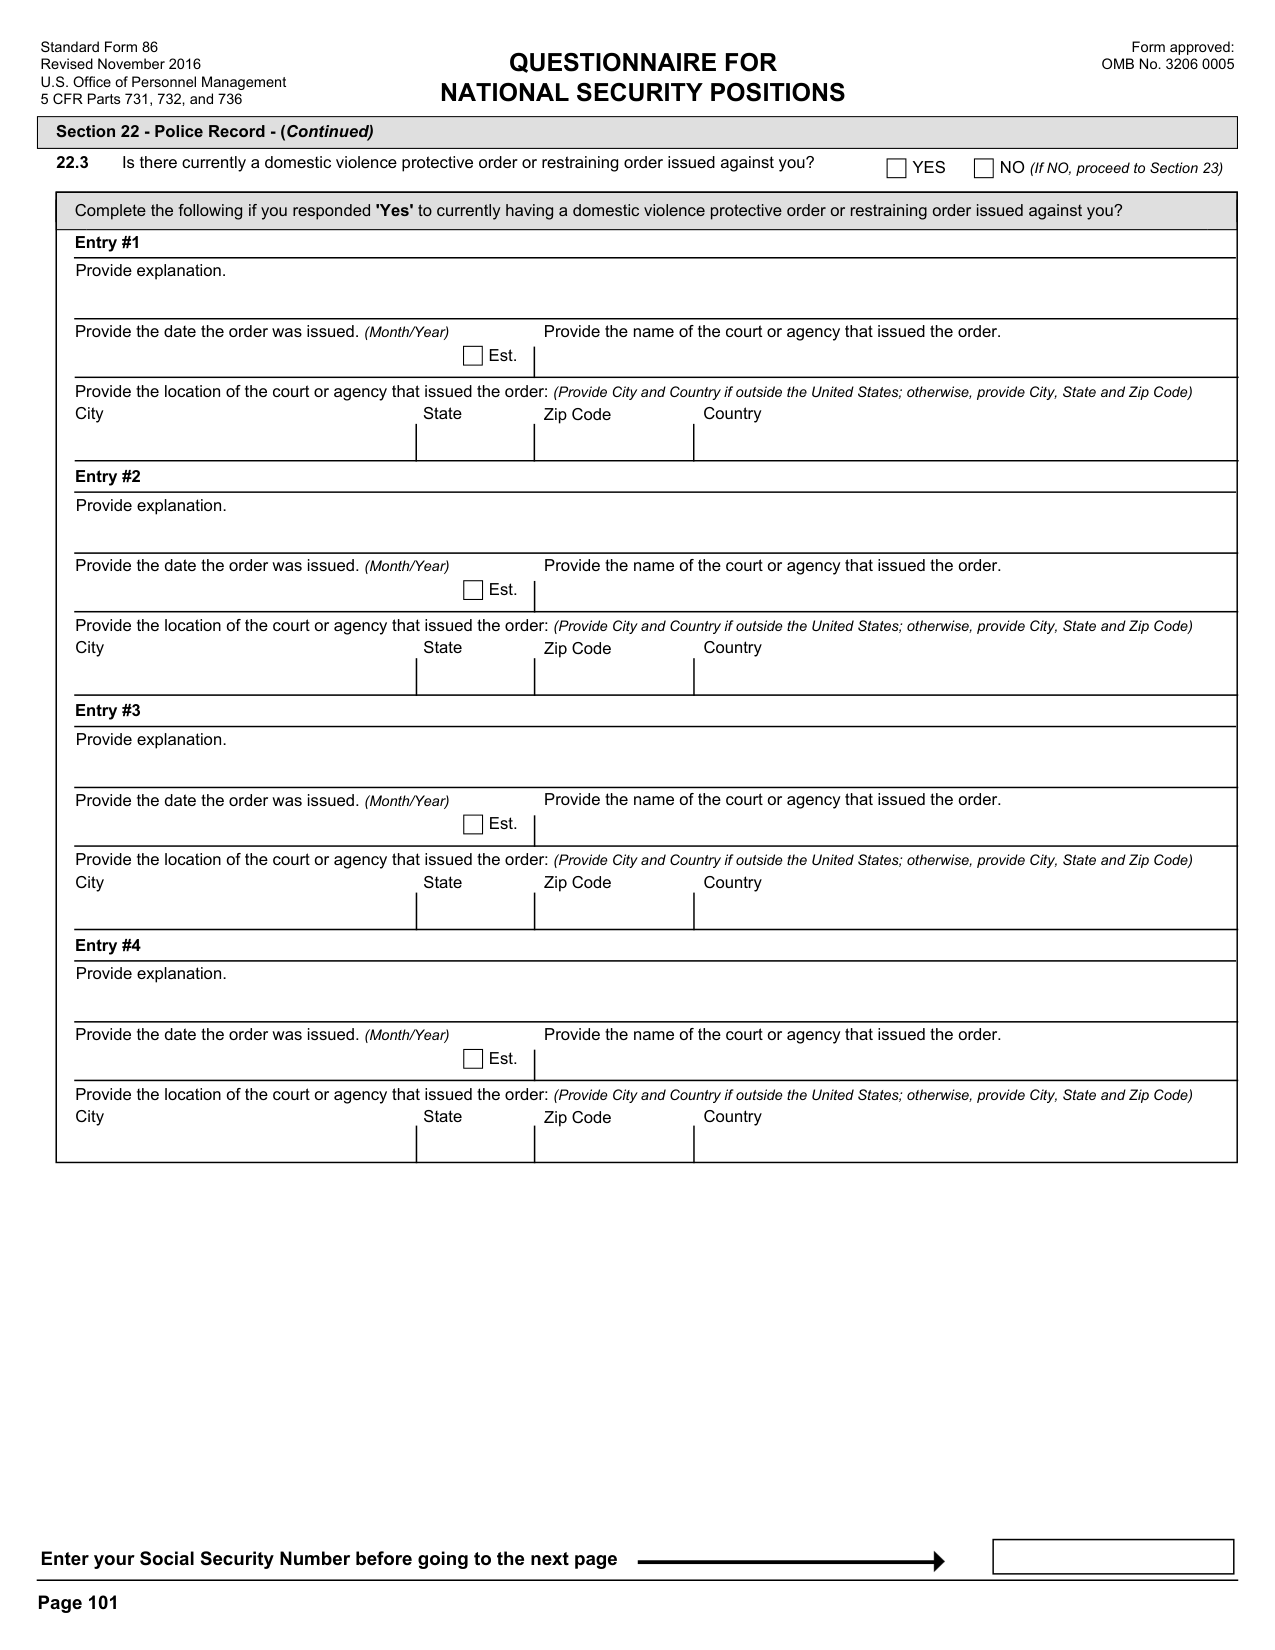 Standard Form 86
Revised November 2016
U.S. Office of Personnel Management
5 CFR Parts 731, 732, and 736
QUESTIONNAIRE FOR
NATIONAL SECURITY POSITIONS
Form approved:
OMB No. 3206 0005
Section 22 - Police Record - (Continued)
22.3 Is there currently a domestic violence protective order or restraining order issued against you? YES NO (If NO, proceed to Section 23)
Complete the following if you responded 'Yes' to currently having a domestic violence protective order or restraining order issued against you?
Entry #1
Provide explanation.
Provide the date the order was issued. (Month/Year) Provide the name of the court or agency that issued the order.
Est.
Provide the location of the court or agency that issued the order: (Provide City and Country if outside the United States; otherwise, provide City, State and Zip Code)
City State Zip Code Country
Entry #2
Provide explanation.
Provide the date the order was issued. (Month/Year) Provide the name of the court or agency that issued the order.
Est.
Provide the location of the court or agency that issued the order: (Provide City and Country if outside the United States; otherwise, provide City, State and Zip Code)
City State Zip Code Country
Entry #3
Provide explanation.
Provide the date the order was issued. (Month/Year) Provide the name of the court or agency that issued the order.
Est.
Provide the location of the court or agency that issued the order: (Provide City and Country if outside the United States; otherwise, provide City, State and Zip Code)
City State Zip Code Country
Entry #4
Provide explanation.
Provide the date the order was issued. (Month/Year) Provide the name of the court or agency that issued the order.
Est.
Provide the location of the court or agency that issued the order: (Provide City and Country if outside the United States; otherwise, provide City, State and Zip Code)
City State Zip Code Country
Enter your Social Security Number before going to the next page
Page 101